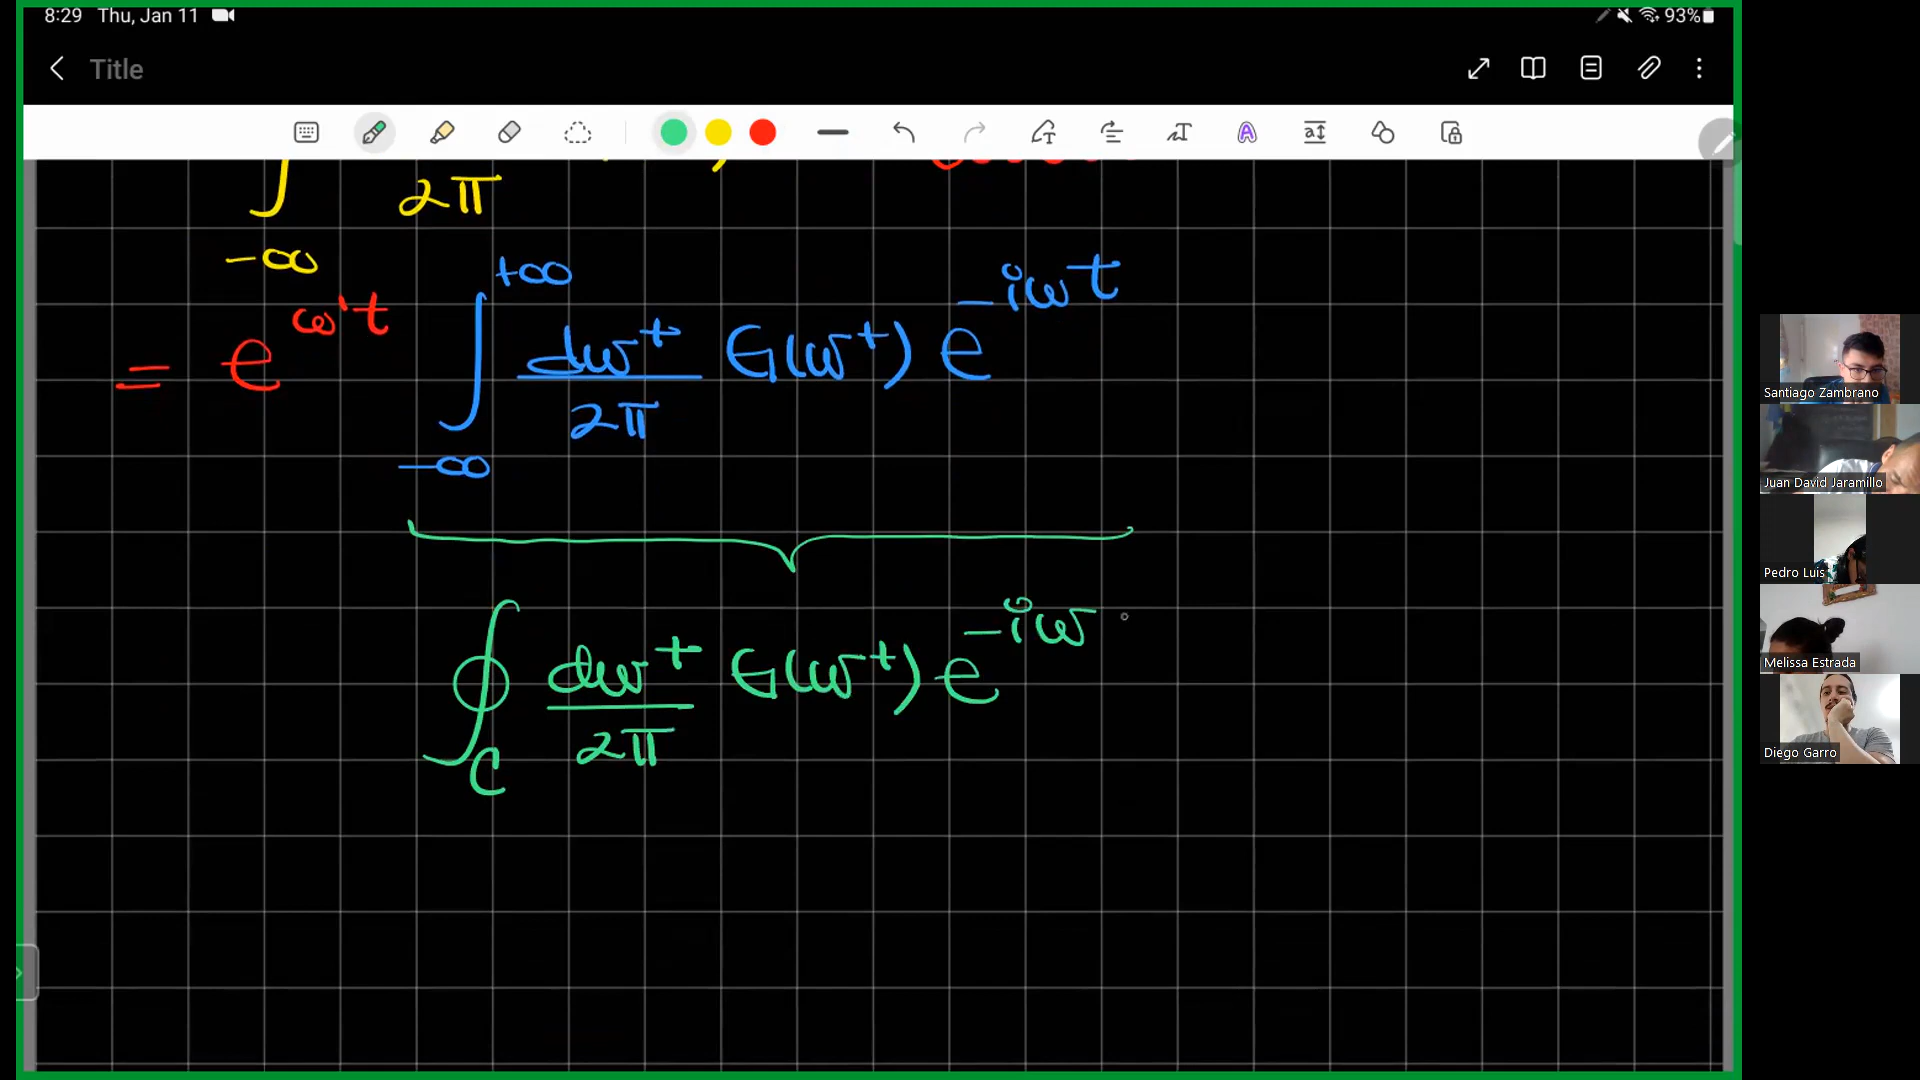 8:29 Thu, Jan 11 93%
Title
2π
-∞
= e^{ω't} ∫_{-∞}^{+∞} dω⁺/2π G(ω⁺) e^{-iωt}
∮_C dω⁺/2π G(ω⁺) e^{-iω}
Santiago Zambrano
Juan David Jaramillo
Pedro Luis
Melissa Estrada
Diego Garro